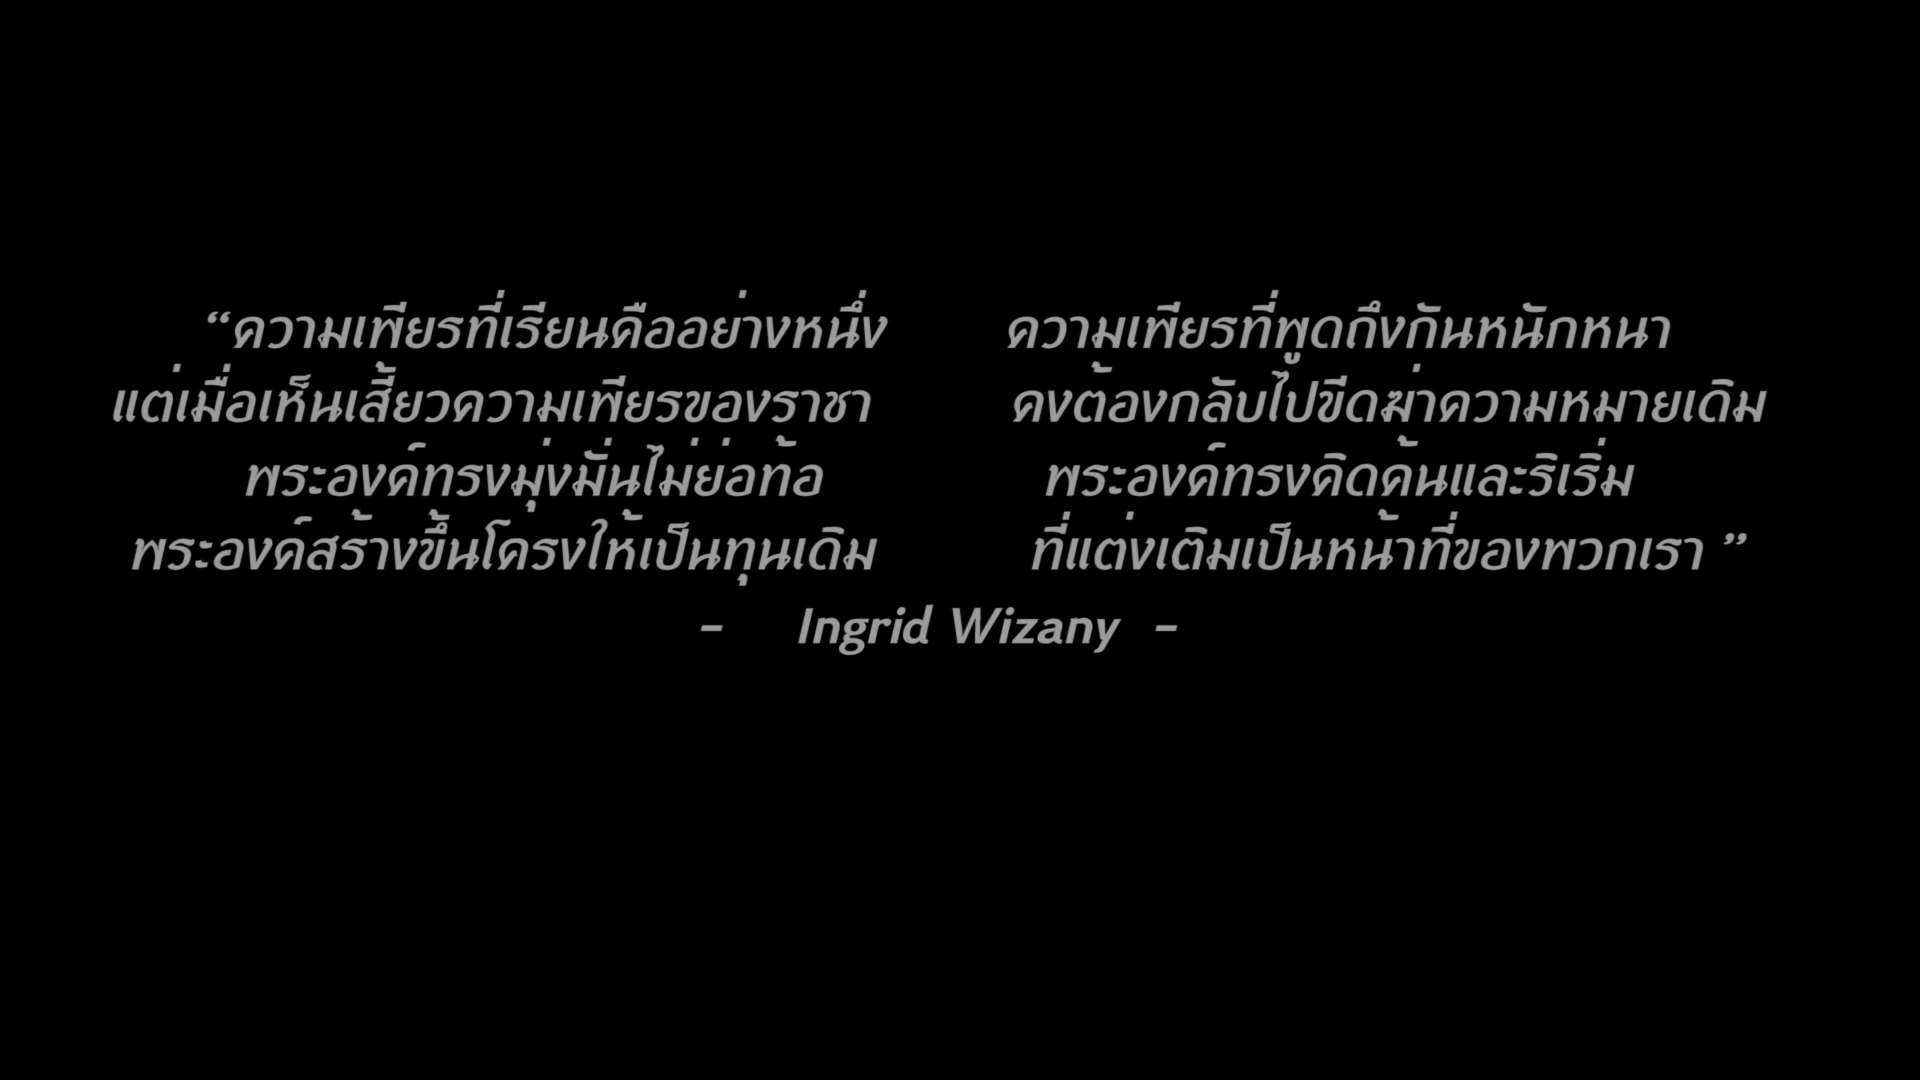 “ความเพียรที่เรียนคืออย่างหนึ่ง ความเพียรที่พูดถึงกันหนักหนา
แต่เมื่อเห็นเสี้ยวความเพียรของราชา คงต้องกลับไปขีดฆ่าความหมายเดิม
พระองค์ทรงมุ่งมั่นไม่ย่อท้อ พระองค์ทรงคิดค้นและริเริ่ม
พระองค์สร้างขึ้นโครงให้เป็นทุนเดิม ที่แต่งเติมเป็นหน้าที่ของพวกเรา ”
- Ingrid Wizany -